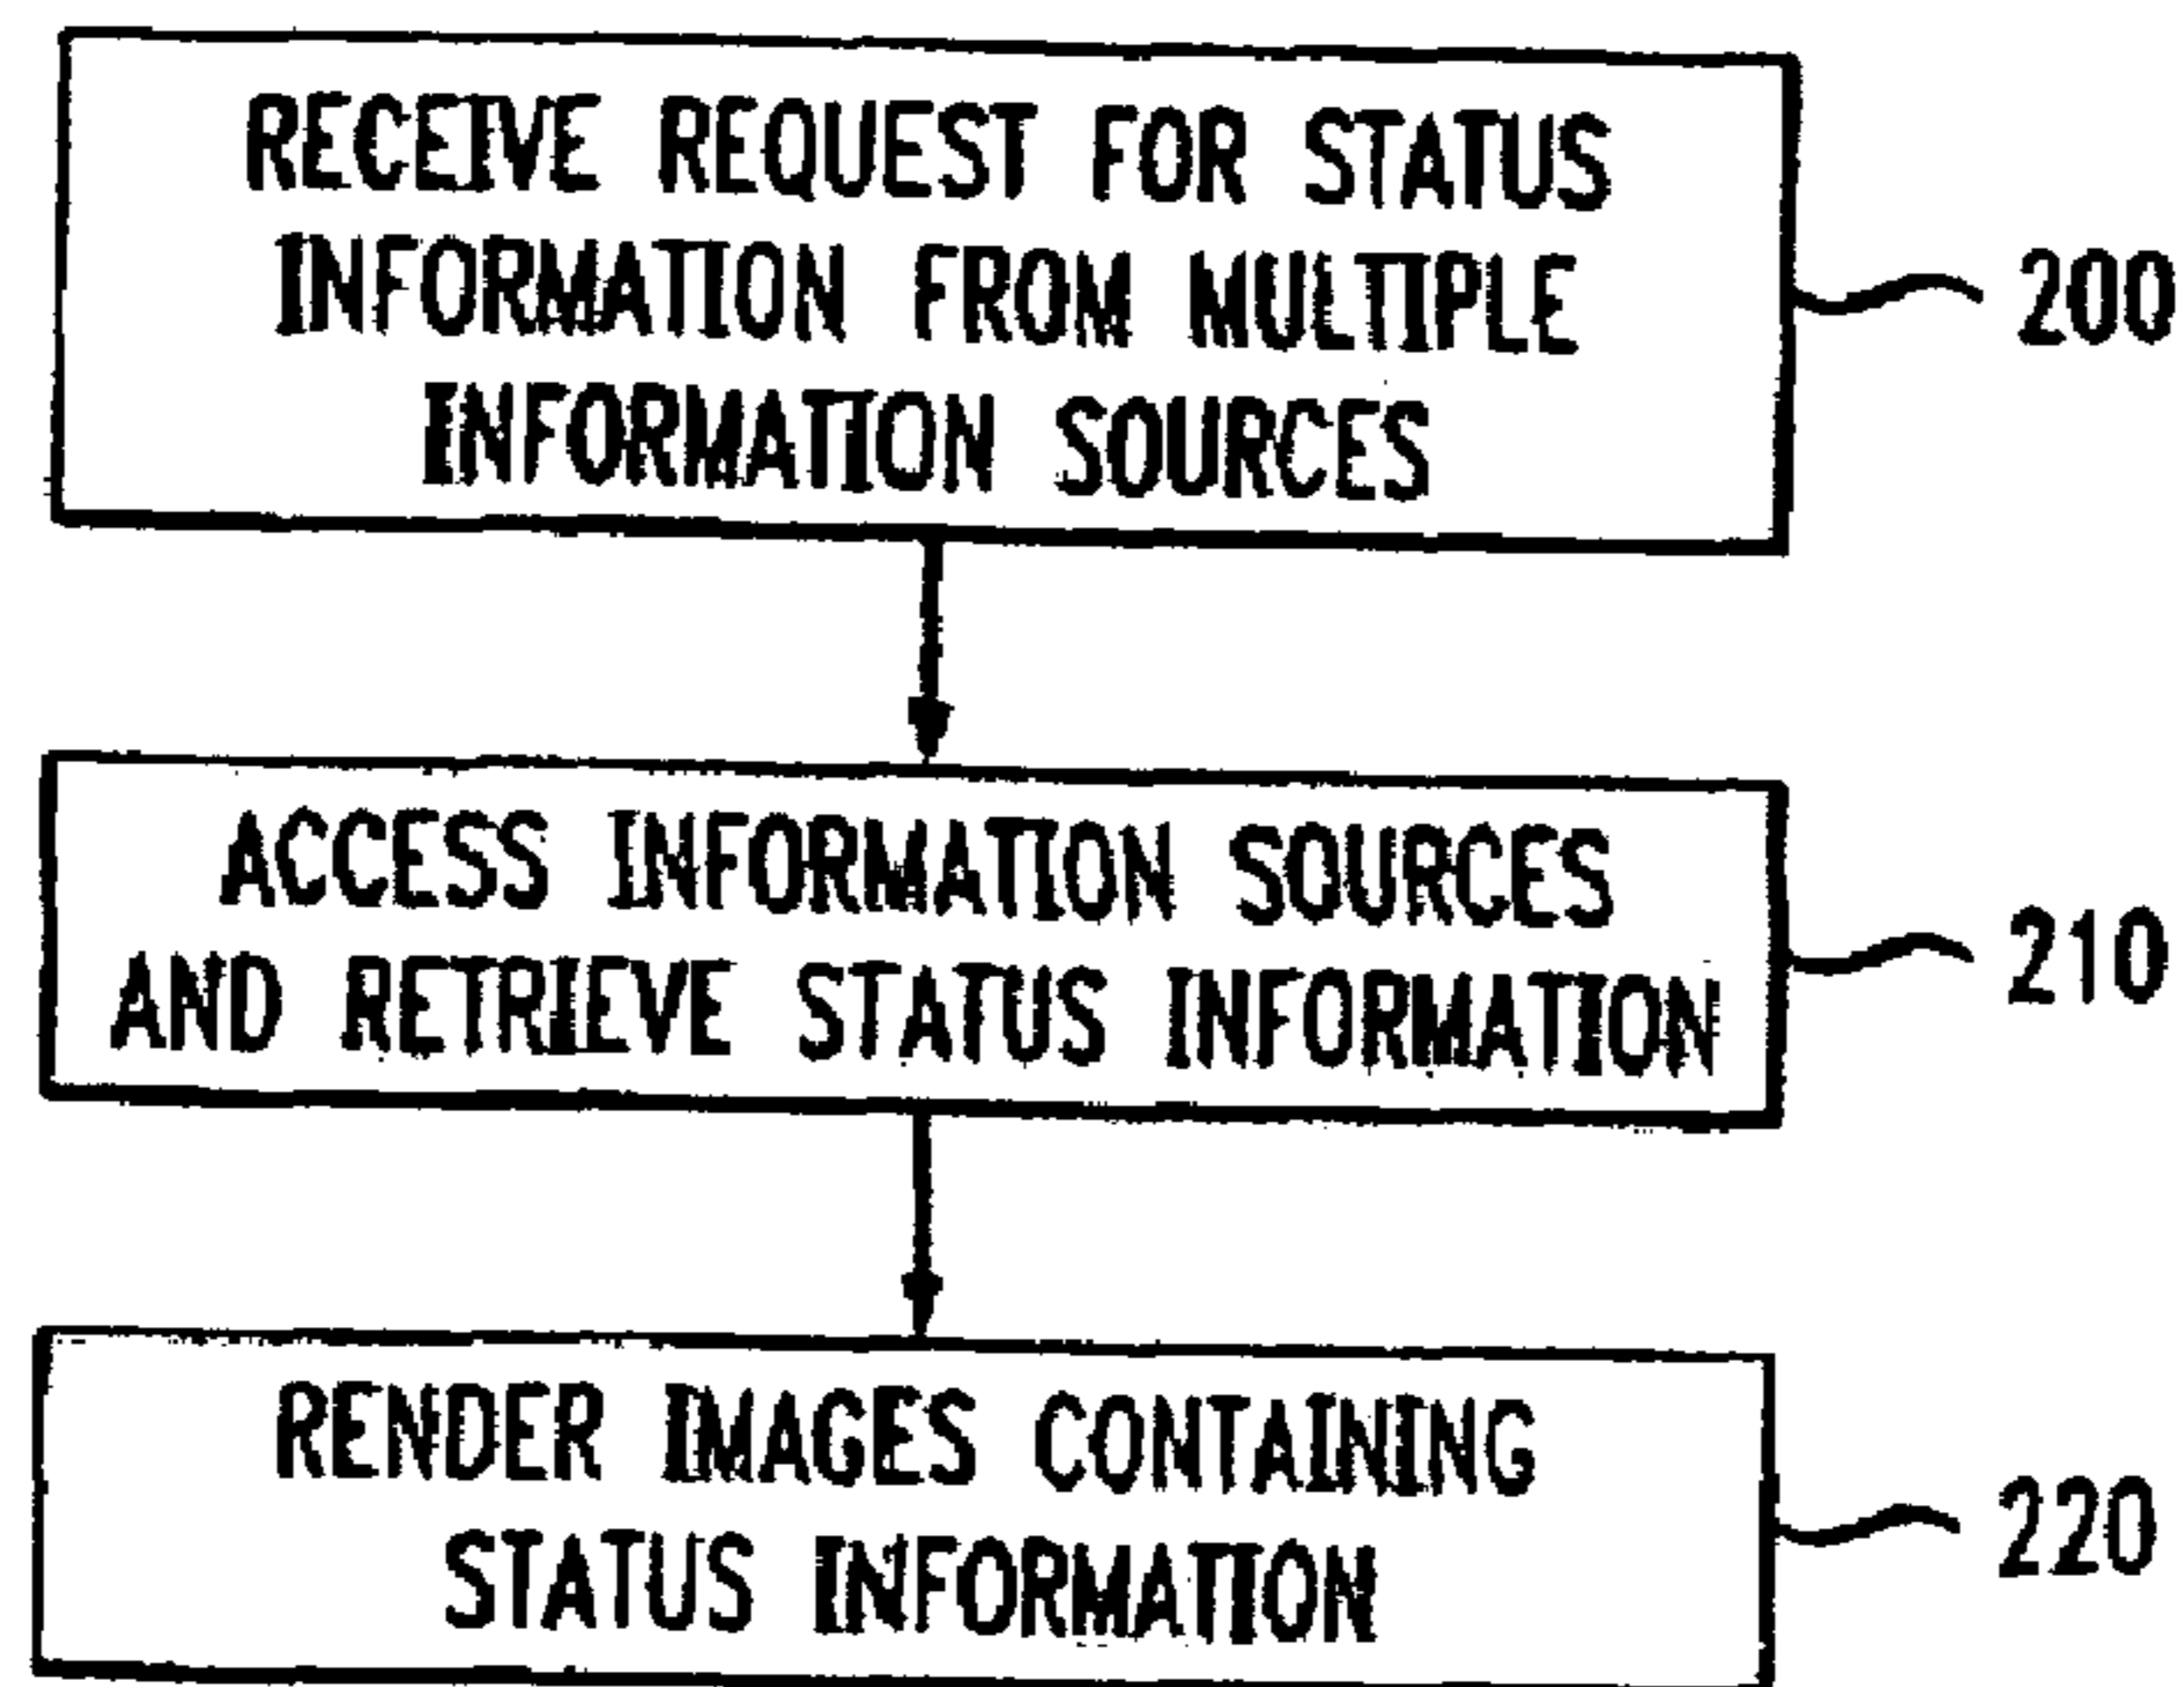 RECEIVE REQUEST FOR STATUS
INFORMATION FROM MULTIPLE
INFORMATION SOURCES
200
ACCESS INFORMATION SOURCES
AND RETRIEVE STATUS INFORMATION
210
RENDER IMAGES CONTAINING
STATUS INFORMATION
220